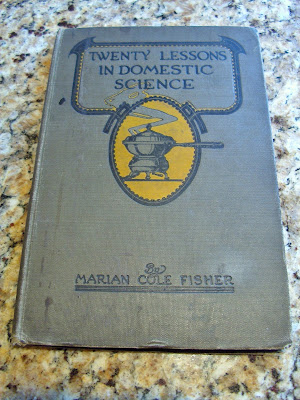 TWENTY LESSONS
IN DOMESTIC
SCIENCE
By
MARIAN COLE FISHER